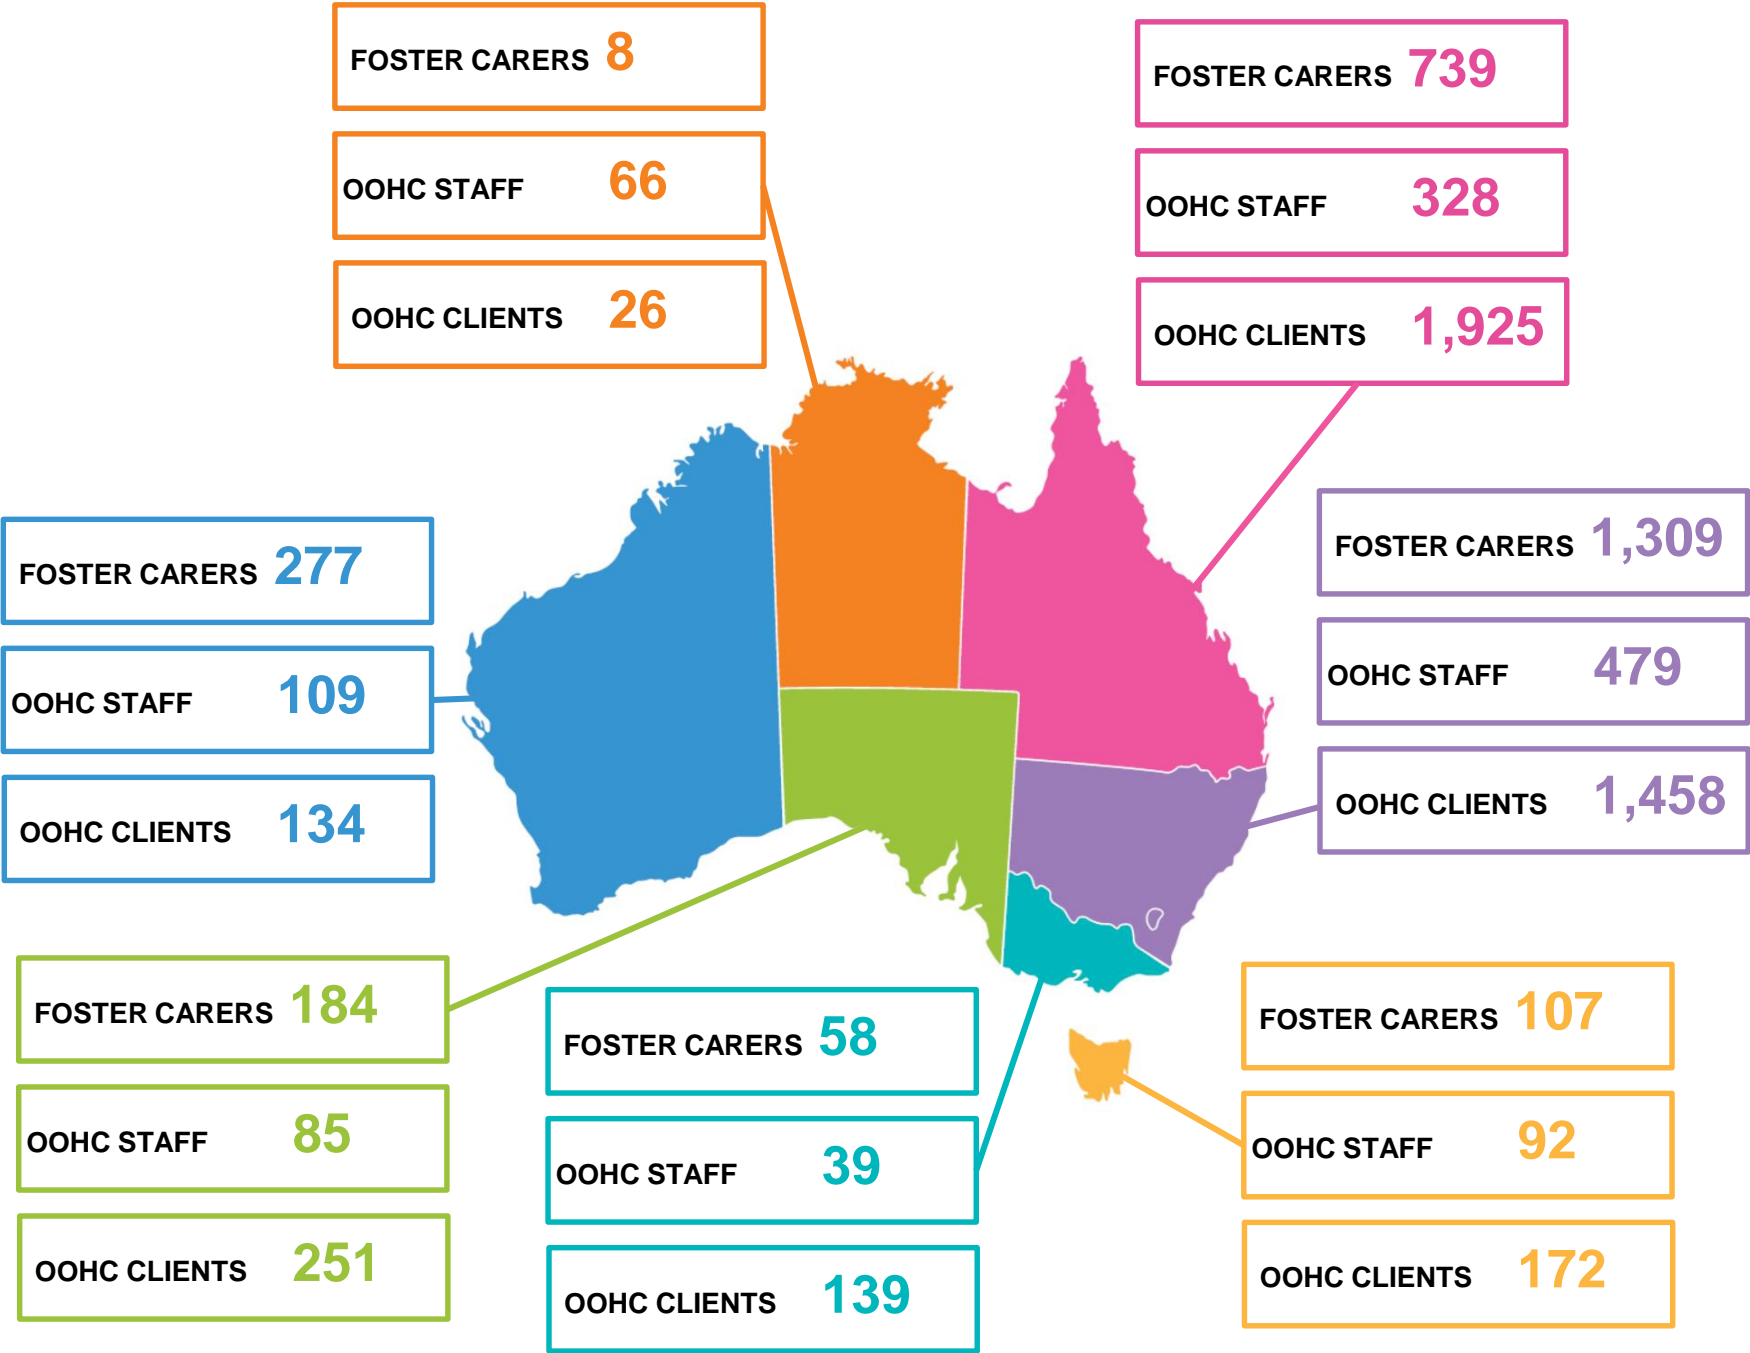 FOSTER CARERS 8
OOHC STAFF 66
OOHC CLIENTS 26
FOSTER CARERS 739
OOHC STAFF 328
OOHC CLIENTS 1,925
FOSTER CARERS 277
OOHC STAFF 109
OOHC CLIENTS 134
FOSTER CARERS 1,309
OOHC STAFF 479
OOHC CLIENTS 1,458
FOSTER CARERS 184
OOHC STAFF 85
OOHC CLIENTS 251
FOSTER CARERS 58
OOHC STAFF 39
OOHC CLIENTS 139
FOSTER CARERS 107
OOHC STAFF 92
OOHC CLIENTS 172